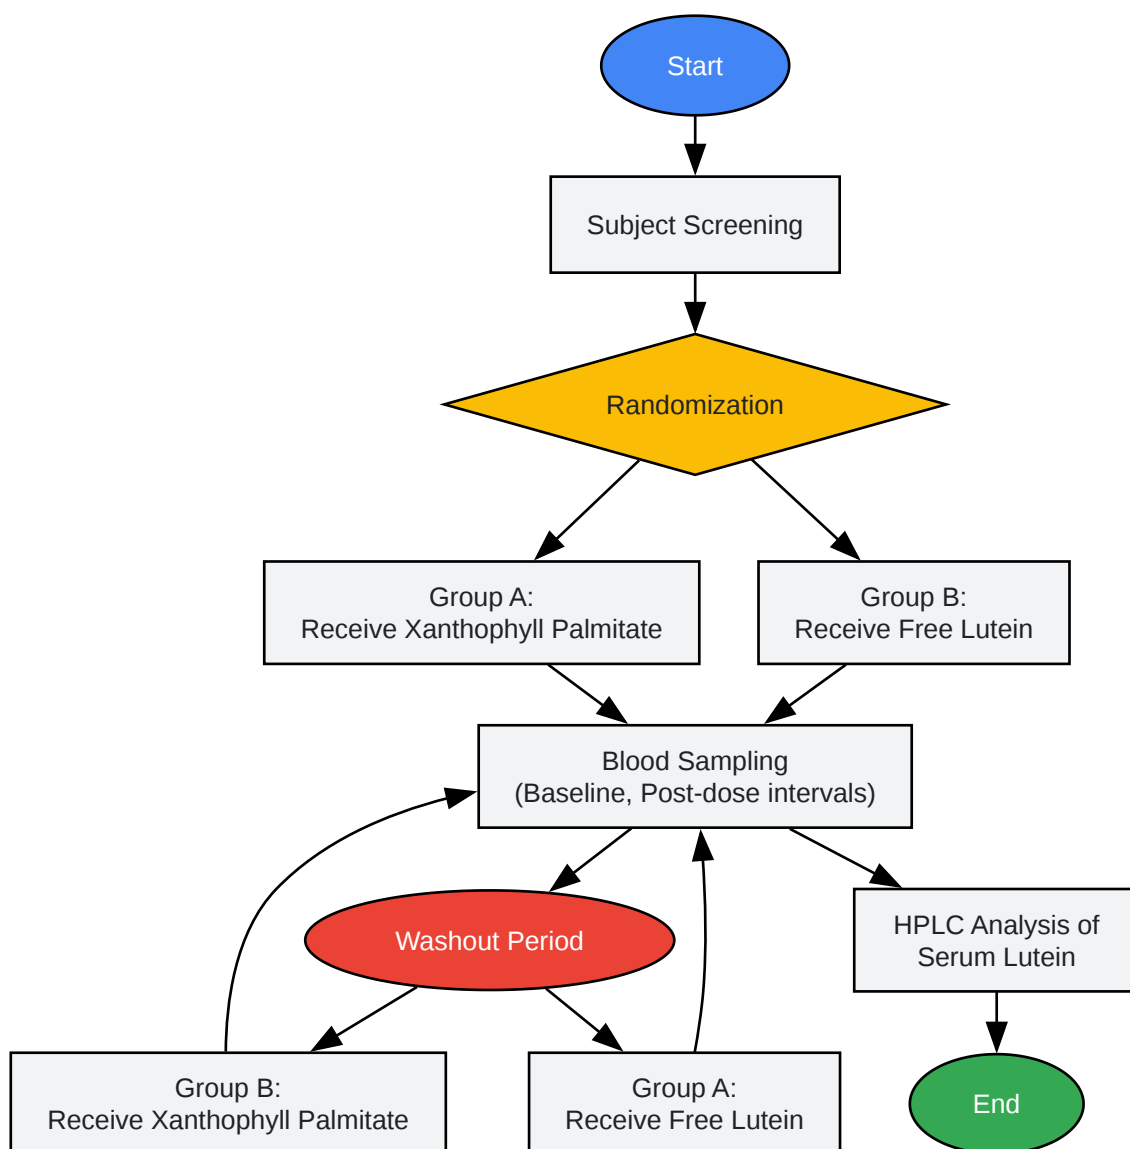 Start
Subject Screening
Randomization
Group A:
Receive Xanthophyll Palmitate
Group B:
Receive Free Lutein
Blood Sampling
(Baseline, Post-dose intervals)
Washout Period
HPLC Analysis of
Serum Lutein
Group B:
Receive Xanthophyll Palmitate
Group A:
Receive Free Lutein
End